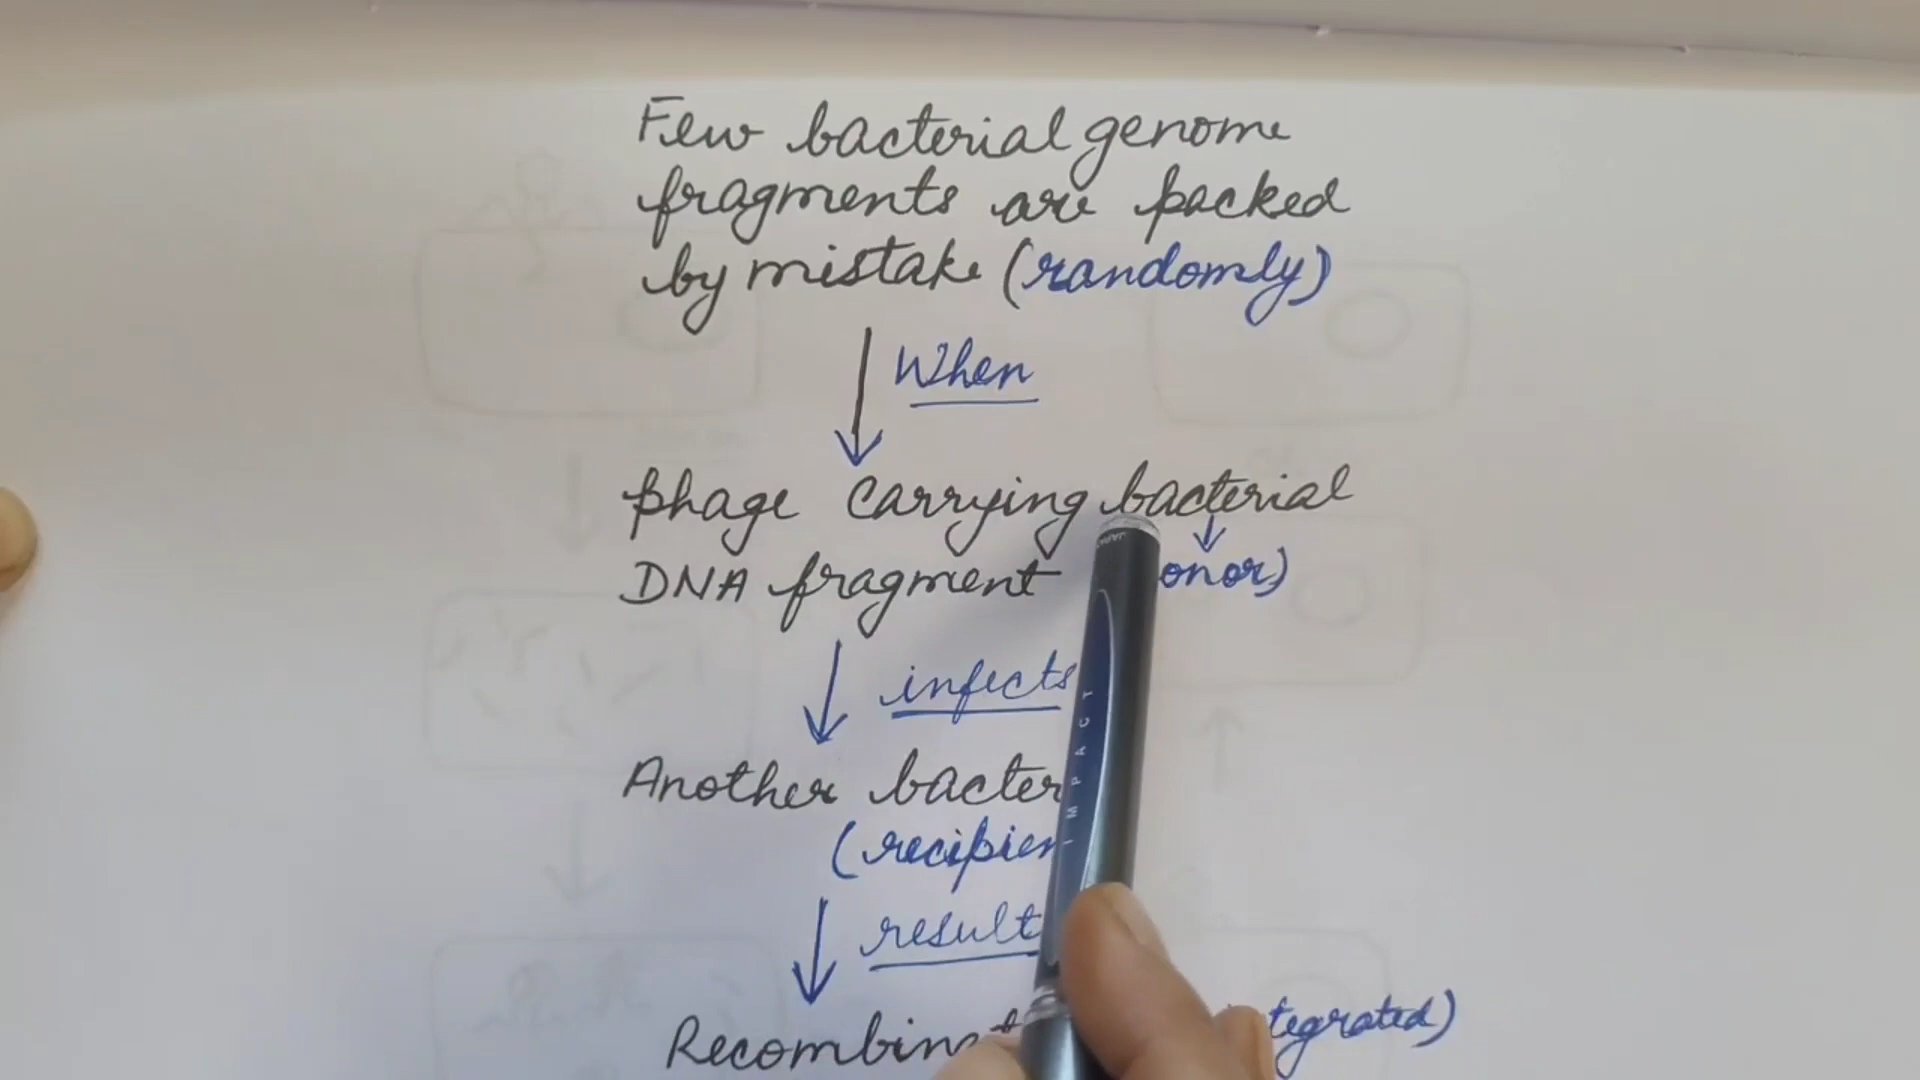 Few bacterial genome
fragments are packed
by mistake (randomly)
When
Phage carrying bacterial
DNA fragment onor)
infects
Another bacter
(recipien
result
Recombin tegrated)
JAPAN
IMPACT